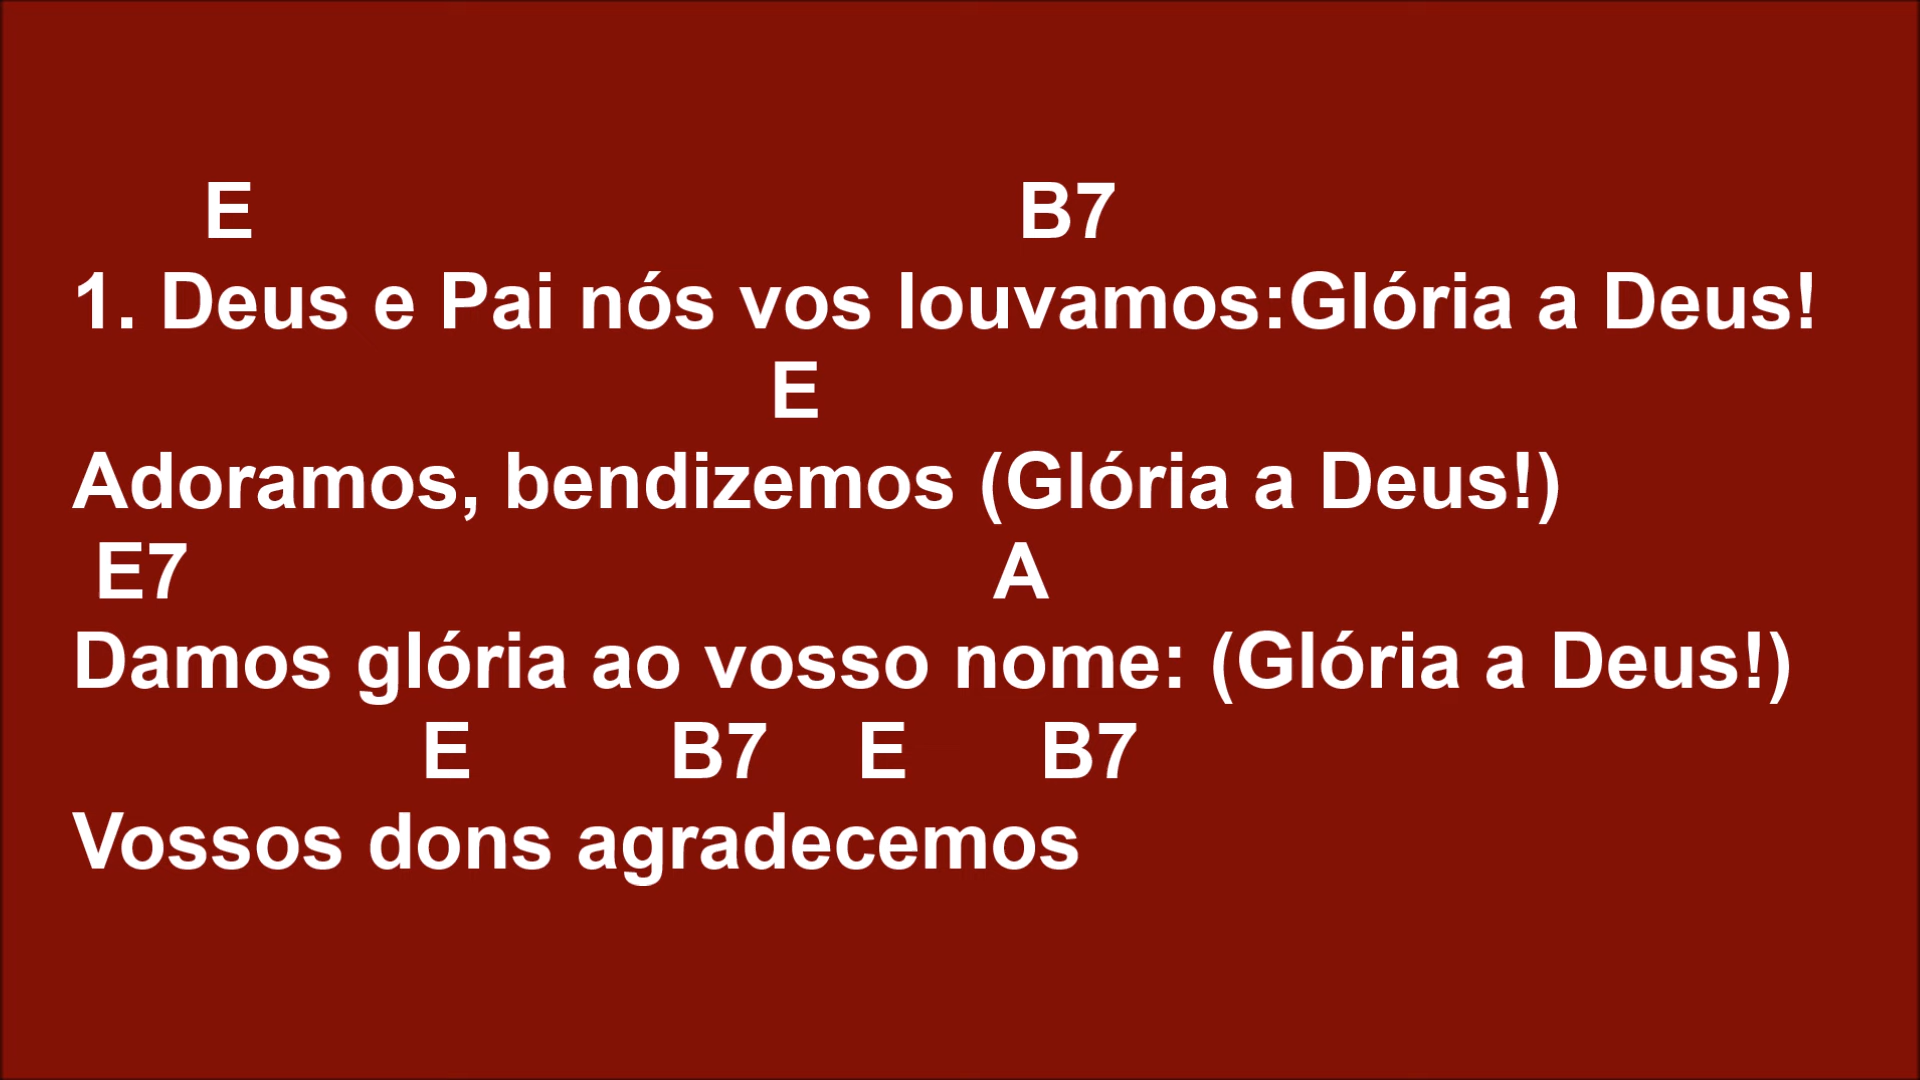 E B7
1. Deus e Pai nós vos louvamos:Glória a Deus!
E
Adoramos, bendizemos (Glória a Deus!)
E7 A
Damos glória ao vosso nome: (Glória a Deus!)
E B7 E B7
Vossos dons agradecemos